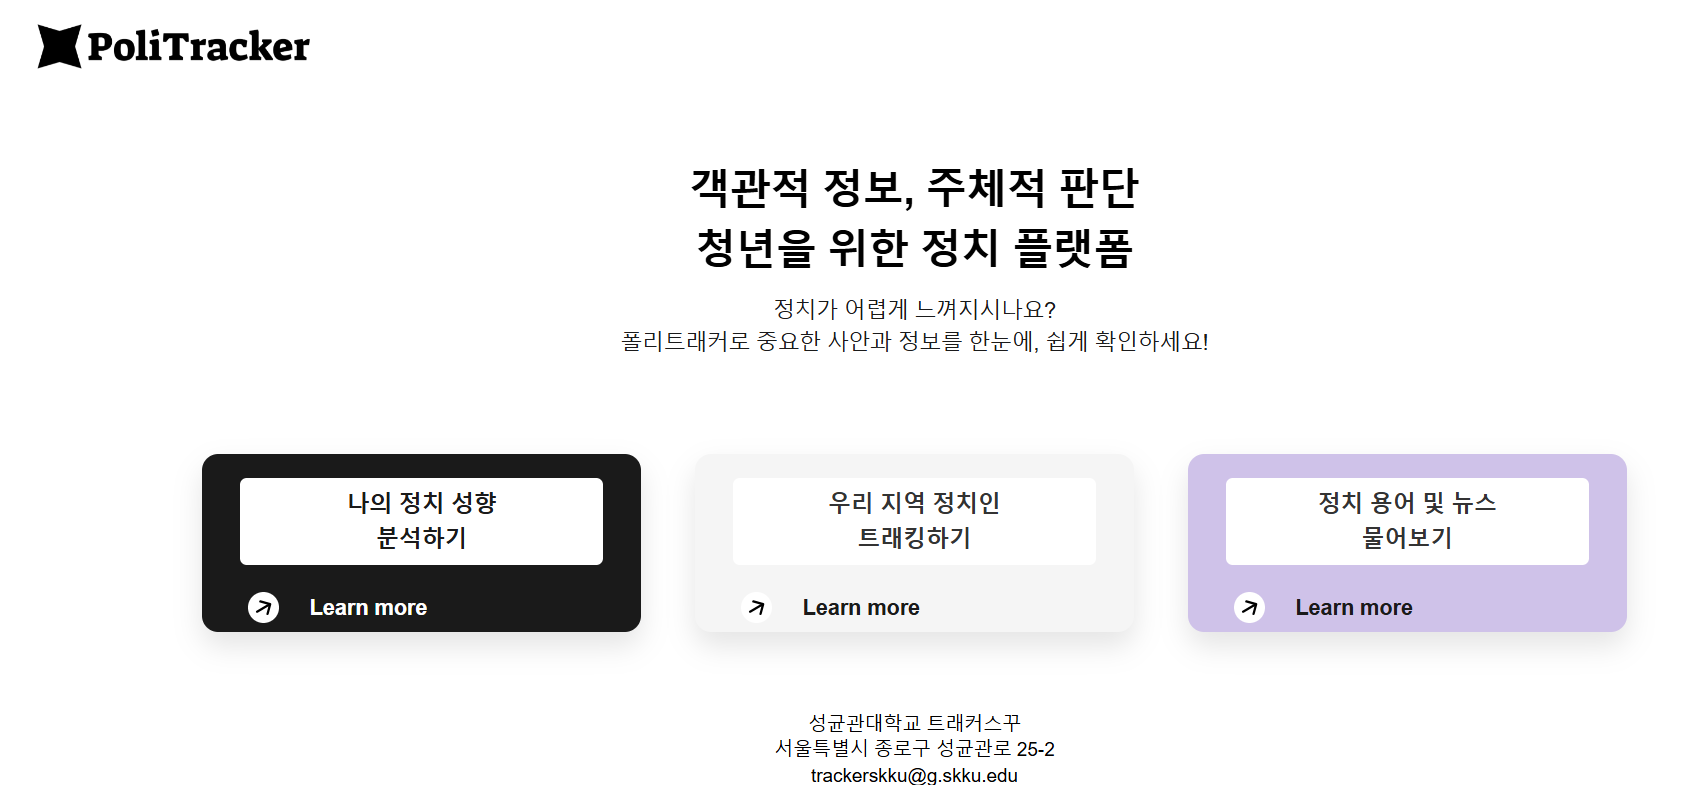 PoliTracker
객관적 정보, 주체적 판단
청년을 위한 정치 플랫폼
정치가 어렵게 느껴지시나요?
폴리트래커로 중요한 사안과 정보를 한눈에, 쉽게 확인하세요!
나의 정치 성향
분석하기
Learn more
우리 지역 정치인
트래킹하기
Learn more
정치 용어 및 뉴스
물어보기
Learn more
성균관대학교 트래커스꾸
서울특별시 종로구 성균관로 25-2
trackerskku@g.skku.edu